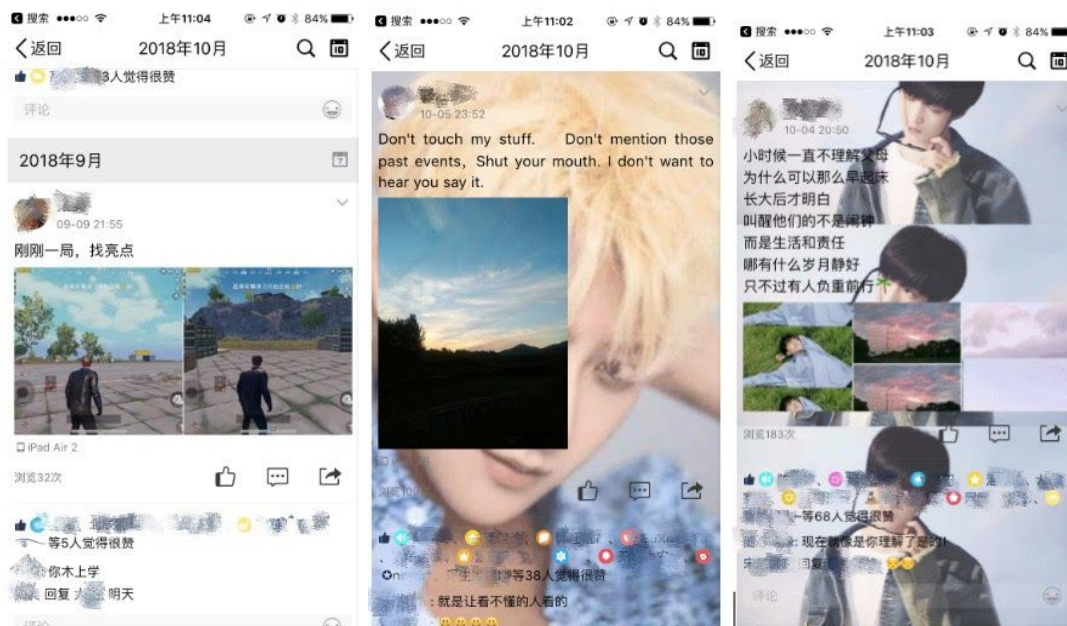 搜索
上午11:04
84%
返回
2018年10月
3人觉得很赞
评论
2018年9月
09-09 21:55
刚刚一局，找亮点
iPad Air 2
浏览32次
等5人觉得很赞
你木上学
回复
明天
搜索
上午11:02
84%
返回
2018年10月
10-05 23:52
Don't touch my stuff. Don't mention those
past events, Shut your mouth. I don't want to
hear you say it.
等38人觉得很赞
: 就是让看不懂的人看的
搜索
上午11:03
84%
返回
2018年10月
10-04 20:50
小时候一直不理解父母
为什么可以那么早起床
长大后才明白
叫醒他们的不是闹钟
而是生活和责任
哪有什么岁月静好
只不过有人负重前行
浏览183次
~等68人觉得很赞
: 现在就像是你理解了是的!
回复
评论